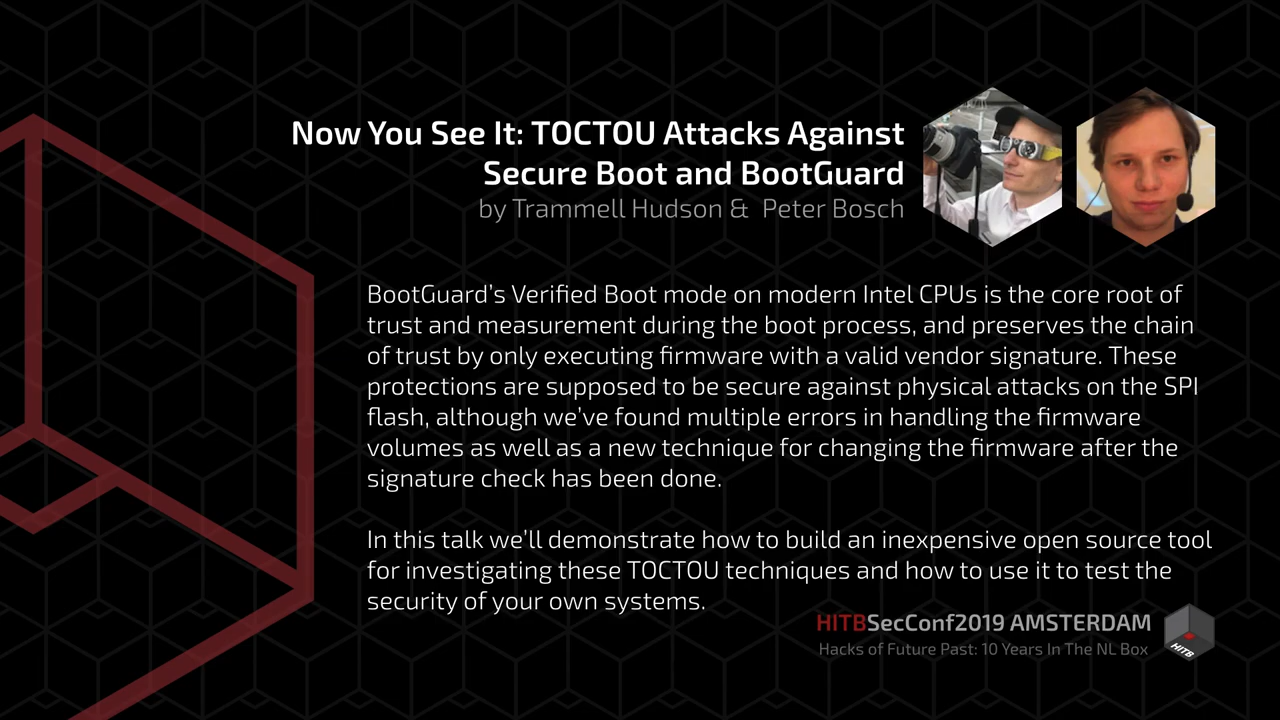 Now You See It: TOCTOU Attacks Against
Secure Boot and BootGuard
by Trammell Hudson & Peter Bosch
BootGuard’s Verified Boot mode on modern Intel CPUs is the core root of
trust and measurement during the boot process, and preserves the chain
of trust by only executing firmware with a valid vendor signature. These
protections are supposed to be secure against physical attacks on the SPI
flash, although we’ve found multiple errors in handling the firmware
volumes as well as a new technique for changing the firmware after the
signature check has been done.
In this talk we’ll demonstrate how to build an inexpensive open source tool
for investigating these TOCTOU techniques and how to use it to test the
security of your own systems.
HITBSecConf2019 AMSTERDAM
Hacks of Future Past: 10 Years In The NL Box
HITB